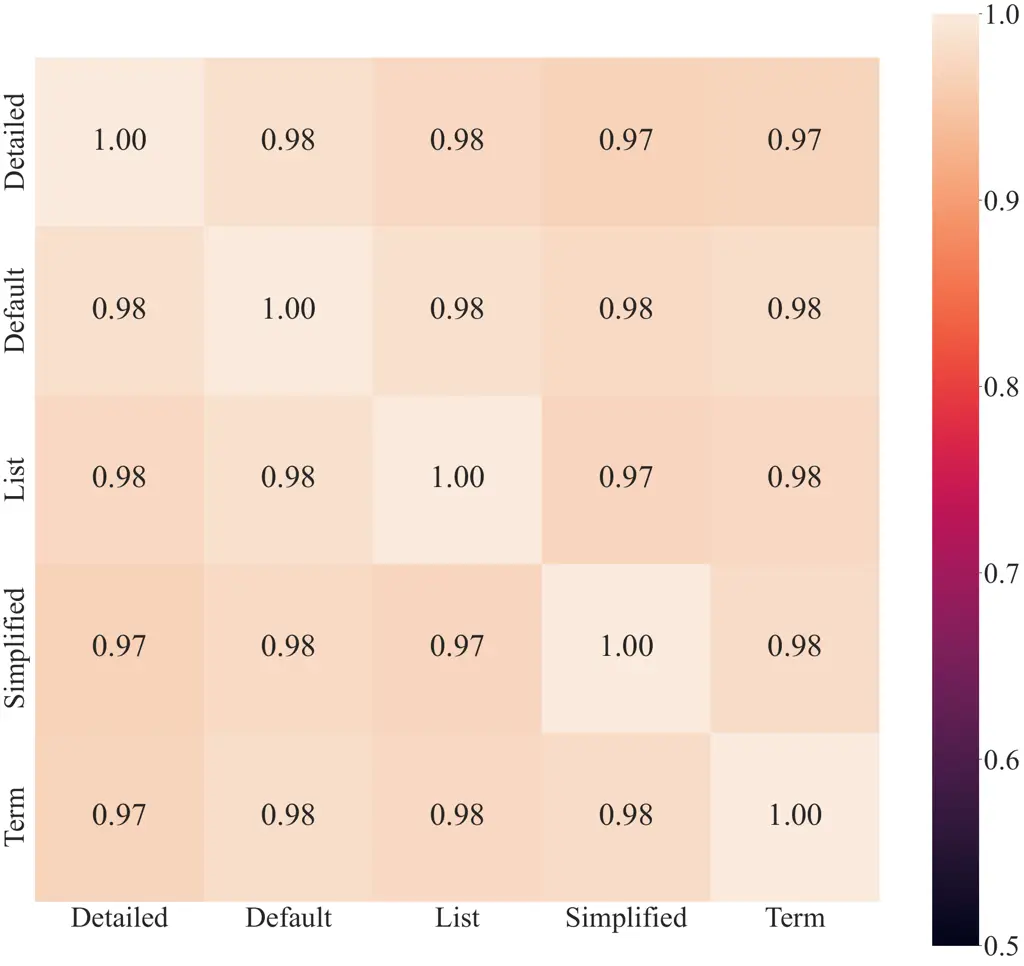 1.0
Detailed 1.00 0.98 0.98 0.97 0.97
0.9
Default 0.98 1.00 0.98 0.98 0.98
0.8
List 0.98 0.98 1.00 0.97 0.98
0.7
Simplified 0.97 0.98 0.97 1.00 0.98
0.6
Term 0.97 0.98 0.98 0.98 1.00
Detailed Default List Simplified Term
0.5